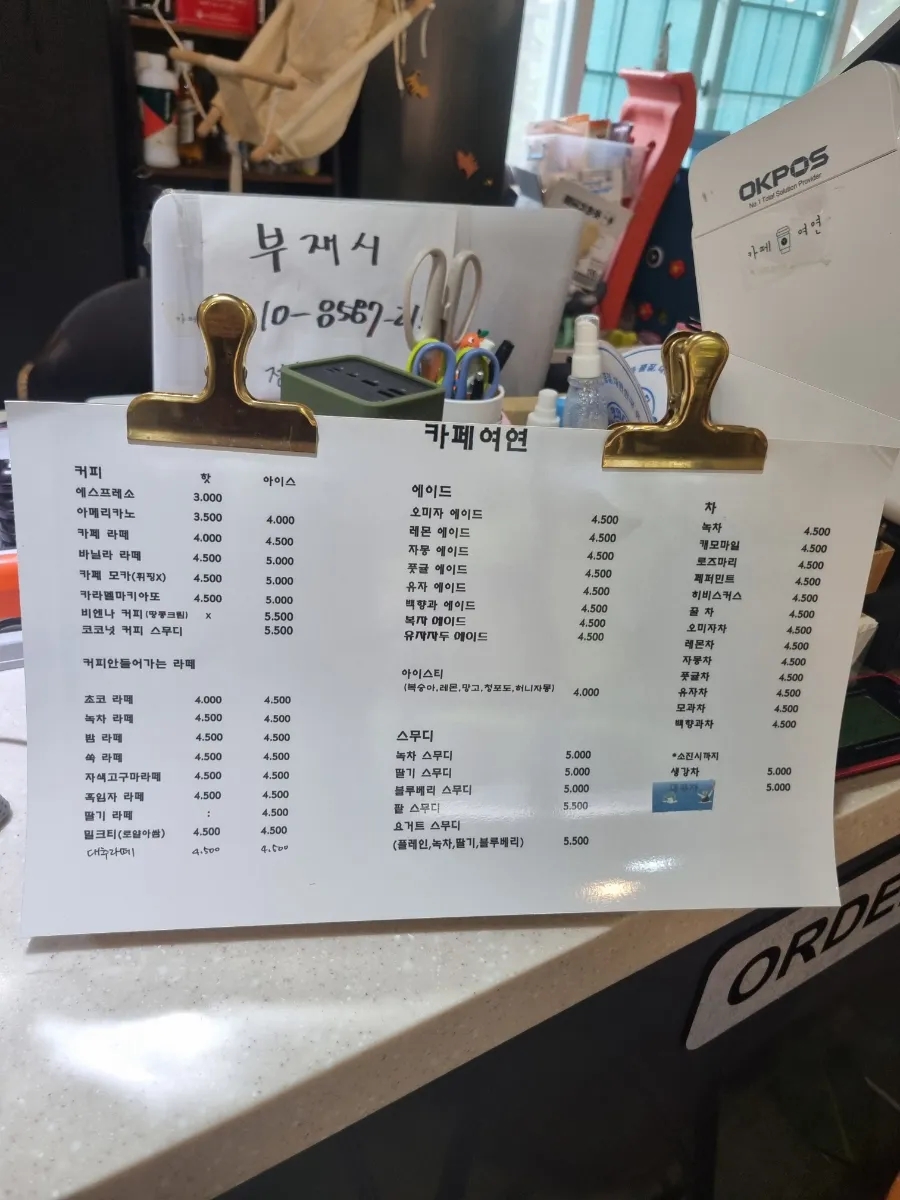 OKPOS
No.1 Total Solution Provider
카페 여연
부재시
10-8567-21
카페여연
커피 핫 아이스
에스프레소 3.000
아메리카노 3.500 4.000
카페 라떼 4.000 4.500
바닐라 라떼 4.500 5.000
카페 모카(휘핑X) 4.500 5.000
카라멜마키아또 4.500 5.000
비엔나 커피(땅콩크림) x 5.500
코코넛 커피 스무디 5.500
커피안들어가는 라떼
초코 라떼 4.000 4.500
녹차 라떼 4.500 4.500
밤 라떼 4.500 4.500
쑥 라떼 4.500 4.500
자색고구마라떼 4.500 4.500
흑임자 라떼 4.500 4.500
딸기 라떼 : 4.500
밀크티(로얄아쌈) 4.500 4.500
대추라떼 4.500 4.500
에이드
오미자 에이드 4.500
레몬 에이드 4.500
자몽 에이드 4.500
풋귤 에이드 4.500
유자 에이드 4.500
백향과 에이드 4.500
복자 에이드 4.500
유자자두 에이드 4.500
아이스티
(복숭아,레몬,망고,청포도,허니자몽) 4.000
스무디
녹차 스무디 5.000
딸기 스무디 5.000
블루베리 스무디 5.000
팥 스무디 5.500
요거트 스무디
(플레인,녹차,딸기,블루베리) 5.500
차
녹차 4.500
캐모마일 4.500
로즈마리 4.500
페퍼민트 4.500
히비스커스 4.500
귤 차 4.500
오미자차 4.500
레몬차 4.500
자몽차 4.500
풋귤차 4.500
유자차 4.500
모과차 4.500
백향과차 4.500
*소진시까지
생강차 5.000
5.000
ORDE